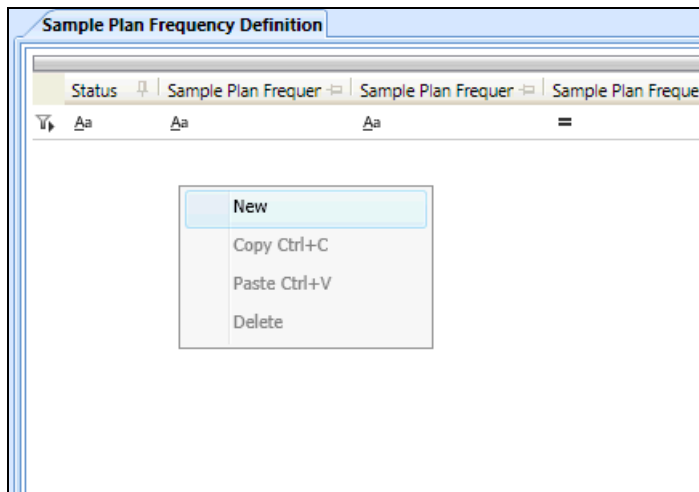 Sample Plan Frequency Definition
Status Sample Plan Frequer Sample Plan Frequer Sample Plan Freque
Aa Aa Aa =
New
Copy Ctrl+C
Paste Ctrl+V
Delete